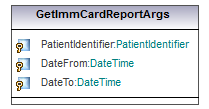 GetImmCardReportArgs
PatientIdentifier:PatientIdentifier
DateFrom:DateTime
DateTo:DateTime